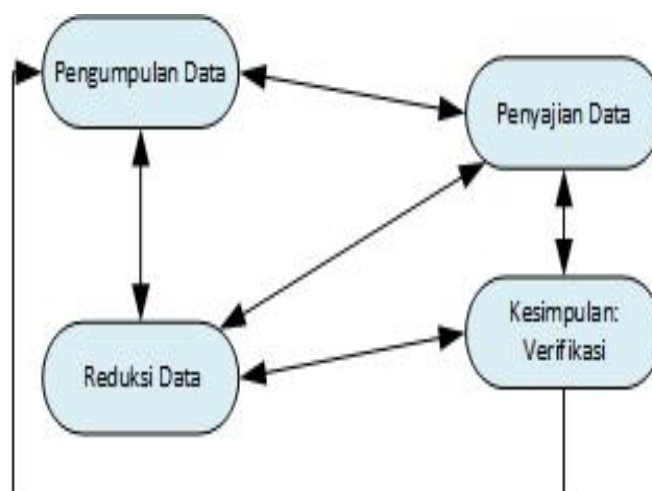 Pengumpulan Data
Penyajian Data
Reduksi Data
Kesimpulan:
Verifikasi